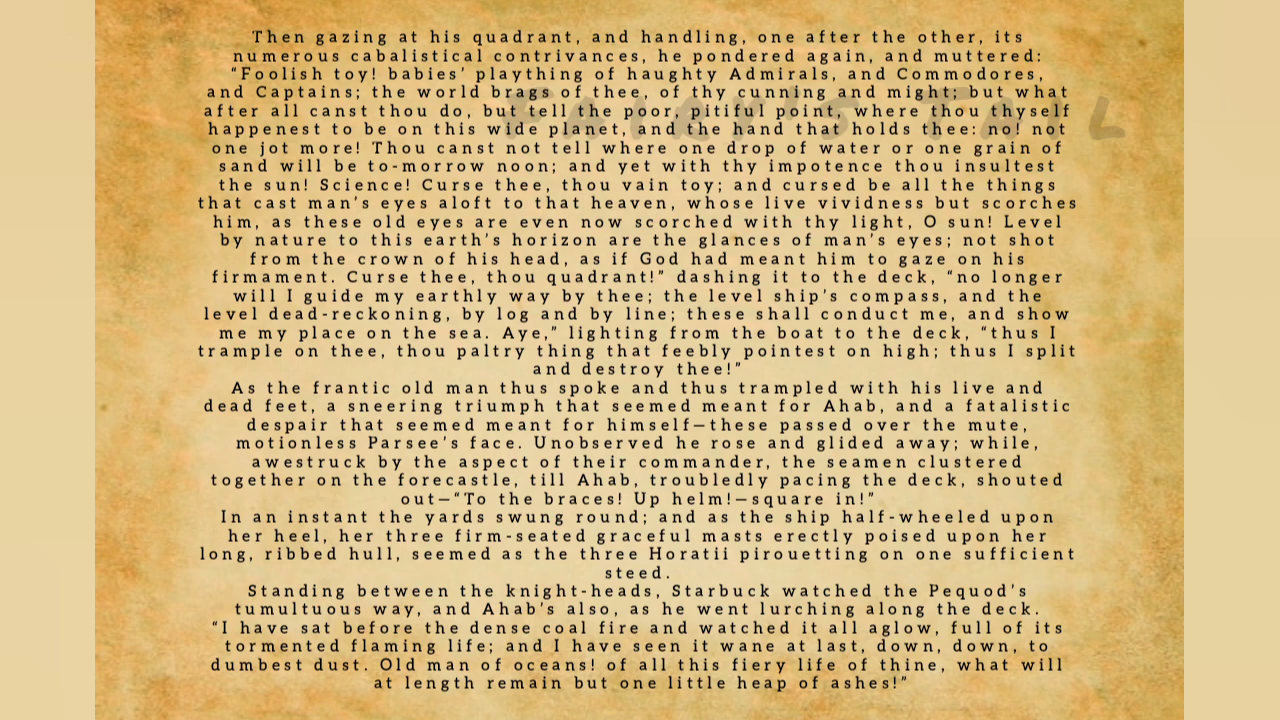 Then gazing at his quadrant, and handling, one after the other, its
numerous cabalistical contrivances, he pondered again, and muttered:
“Foolish toy! babies’ plaything of haughty Admirals, and Commodores,
and Captains; the world brags of thee, of thy cunning and might; but what
after all canst thou do, but tell the poor, pitiful point, where thou thyself
happenest to be on this wide planet, and the hand that holds thee: no! not
one jot more! Thou canst not tell where one drop of water or one grain of
sand will be to-morrow noon; and yet with thy impotence thou insultest
the sun! Science! Curse thee, thou vain toy; and cursed be all the things
that cast man’s eyes aloft to that heaven, whose live vividness but scorches
him, as these old eyes are even now scorched with thy light, O sun! Level
by nature to this earth’s horizon are the glances of man’s eyes; not shot
from the crown of his head, as if God had meant him to gaze on his
firmament. Curse thee, thou quadrant!” dashing it to the deck, “no longer
will I guide my earthly way by thee; the level ship’s compass, and the
level dead-reckoning, by log and by line; these shall conduct me, and show
me my place on the sea. Aye,” lighting from the boat to the deck, “thus I
trample on thee, thou paltry thing that feebly pointest on high; thus I split
and destroy thee!”
As the frantic old man thus spoke and thus trampled with his live and
dead feet, a sneering triumph that seemed meant for Ahab, and a fatalistic
despair that seemed meant for himself—these passed over the mute,
motionless Parsee’s face. Unobserved he rose and glided away; while,
awestruck by the aspect of their commander, the seamen clustered
together on the forecastle, till Ahab, troubledly pacing the deck, shouted
out—“To the braces! Up helm!—square in!”
In an instant the yards swung round; and as the ship half-wheeled upon
her heel, her three firm-seated graceful masts erectly poised upon her
long, ribbed hull, seemed as the three Horatii pirouetting on one sufficient
steed.
Standing between the knight-heads, Starbuck watched the Pequod’s
tumultuous way, and Ahab’s also, as he went lurching along the deck.
“I have sat before the dense coal fire and watched it all aglow, full of its
tormented flaming life; and I have seen it wane at last, down, down, to
dumbest dust. Old man of oceans! of all this fiery life of thine, what will
at length remain but one little heap of ashes!”